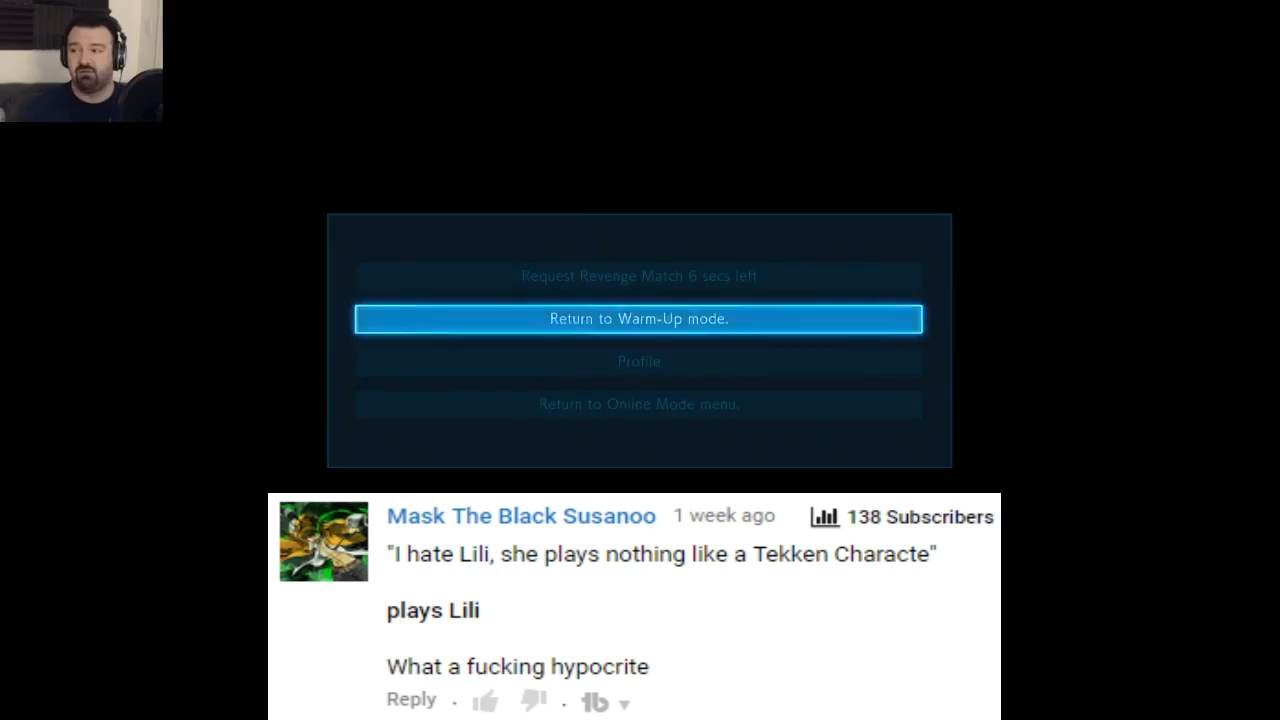 Request Revenge Match 6 secs left
Return to Warm-Up mode.
Profile
Return to Online Mode menu.
Mask The Black Susanoo 1 week ago 138 Subscribers
"I hate Lili, she plays nothing like a Tekken Characte"
plays Lili
What a fucking hypocrite
Reply